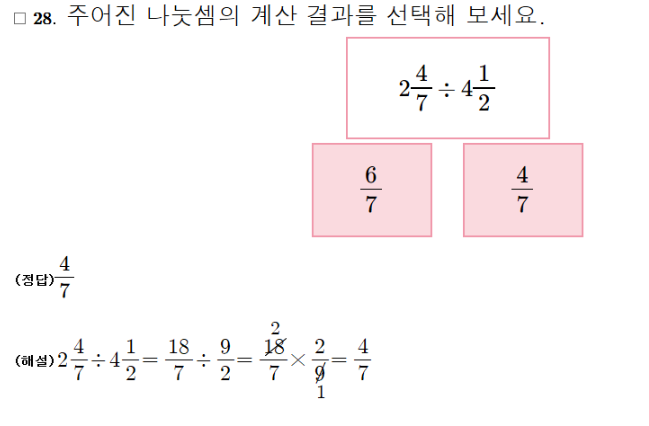 □ 28. 주어진 나눗셈의 계산 결과를 선택해 보세요.
2 4/7 ÷ 4 1/2
6/7 4/7
(정답) 4/7
(해설) 2 4/7 ÷ 4 1/2 = 18/7 ÷ 9/2 = 18/7 × 2/9 = 4/7
2
1